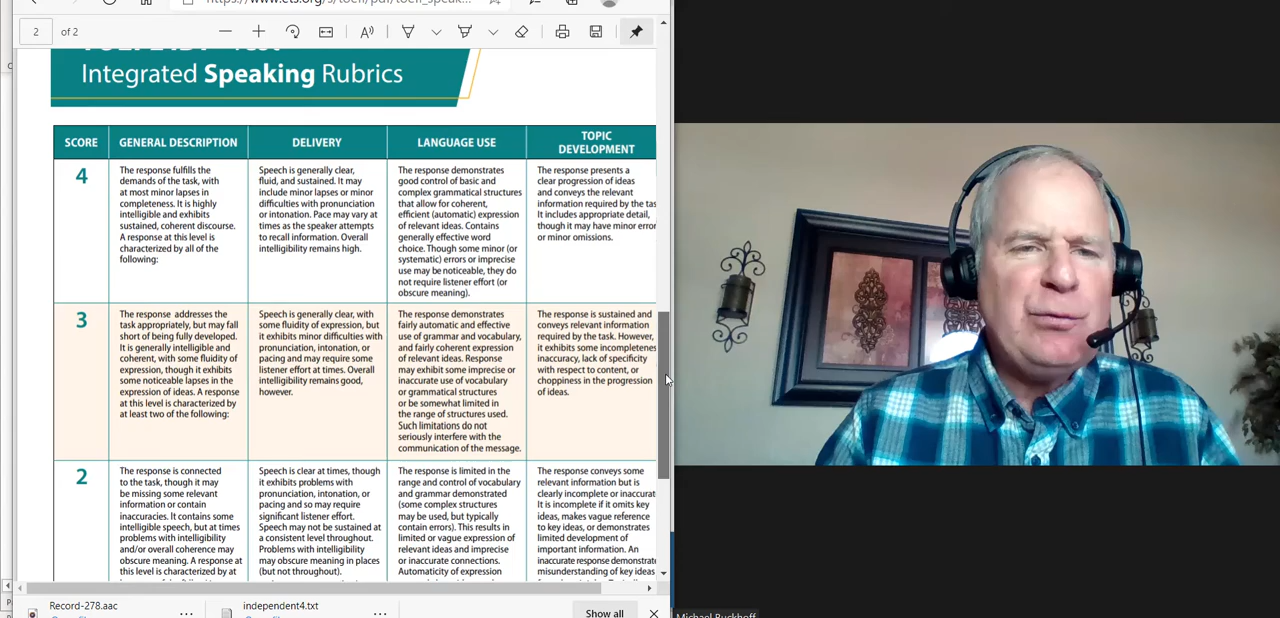 https://www.ets.org/s/toefl/pdf/toefl_speak...
2 of 2
Integrated Speaking Rubrics
SCORE
GENERAL DESCRIPTION
DELIVERY
LANGUAGE USE
TOPIC
DEVELOPMENT
4
The response fulfills the
demands of the task, with
at most minor lapses in
completeness. It is highly
intelligible and exhibits
sustained, coherent discourse.
A response at this level is
characterized by all of the
following:
Speech is generally clear,
fluid, and sustained. It may
include minor lapses or minor
difficulties with pronunciation
or intonation. Pace may vary at
times as the speaker attempts
to recall information. Overall
intelligibility remains high.
The response demonstrates
good control of basic and
complex grammatical structures
that allow for coherent,
efficient (automatic) expression
of relevant ideas. Contains
generally effective word
choice. Though some minor (or
systematic) errors or imprecise
use may be noticeable, they do
not require listener effort (or
obscure meaning).
The response presents a
clear progression of ideas
and conveys the relevant
information required by the tas
It includes appropriate detail,
though it may have minor error
or minor omissions.
3
The response addresses the
task appropriately, but may fall
short of being fully developed.
It is generally intelligible and
coherent, with some fluidity of
expression, though it exhibits
some noticeable lapses in the
expression of ideas. A response
at this level is characterized by
at least two of the following:
Speech is generally clear, with
some fluidity of expression, but
it exhibits minor difficulties with
pronunciation, intonation, or
pacing and may require some
listener effort at times. Overall
intelligibility remains good,
however.
The response demonstrates
fairly automatic and effective
use of grammar and vocabulary,
and fairly coherent expression
of relevant ideas. Response
may exhibit some imprecise or
inaccurate use of vocabulary
or grammatical structures
or be somewhat limited in
the range of structures used.
Such limitations do not
seriously interfere with the
communication of the message.
The response is sustained and
conveys relevant information
required by the task. However,
it exhibits some incompleteness
inaccuracy, lack of specificity
with respect to content, or
choppiness in the progression
of ideas.
2
The response is connected
to the task, though it may
be missing some relevant
information or contain
inaccuracies. It contains some
intelligible speech, but at times
problems with intelligibility
and/or overall coherence may
obscure meaning. A response at
this level is characterized by at
Speech is clear at times, though
it exhibits problems with
pronunciation, intonation, or
pacing and so may require
significant listener effort.
Speech may not be sustained at
a consistent level throughout.
Problems with intelligibility
may obscure meaning in places
(but not throughout).
The response is limited in the
range and control of vocabulary
and grammar demonstrated
(some complex structures
may be used, but typically
contain errors). This results in
limited or vague expression of
relevant ideas and imprecise
or inaccurate connections.
Automaticity of expression
The response conveys some
relevant information but is
clearly incomplete or inaccurat
It is incomplete if it omits key
ideas, makes vague reference
to key ideas, or demonstrates
limited development of
important information. An
inaccurate response demonstrate
misunderstanding of key ideas
Record-278.aac
...
independent4.txt
...
Show all
Michael Buckhoff